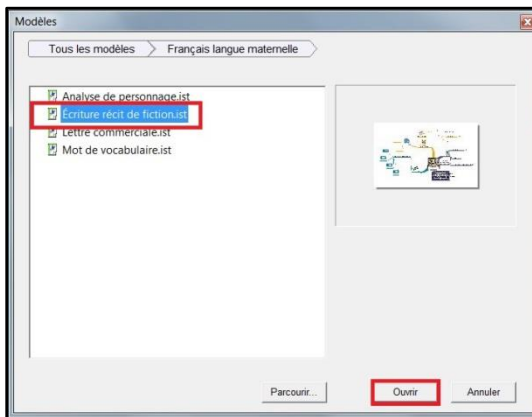 Modèles
Tous les modèles Français langue maternelle
Analyse de personnage.ist
Écriture récit de fiction.ist
Lettre commerciale.ist
Mot de vocabulaire.ist
Parcourir... Ouvrir Annuler